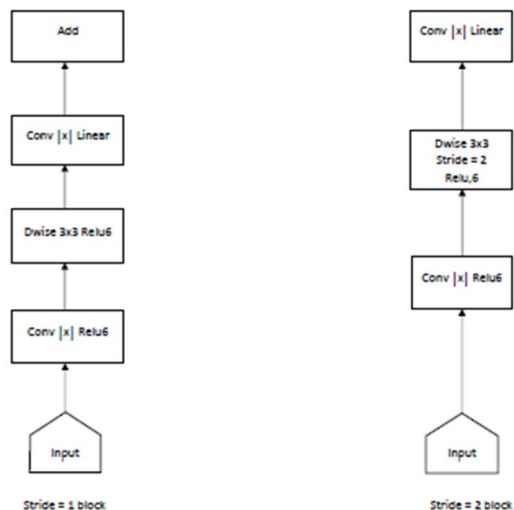 Add
Conv |x| Linear
Dwise 3x3 Relu6
Conv |x| Relu6
Input
Stride = 1 block
Conv |x| Linear
Dwise 3x3
Stride = 2
Relu,6
Conv |x| Relu6
Input
Stride = 2 block